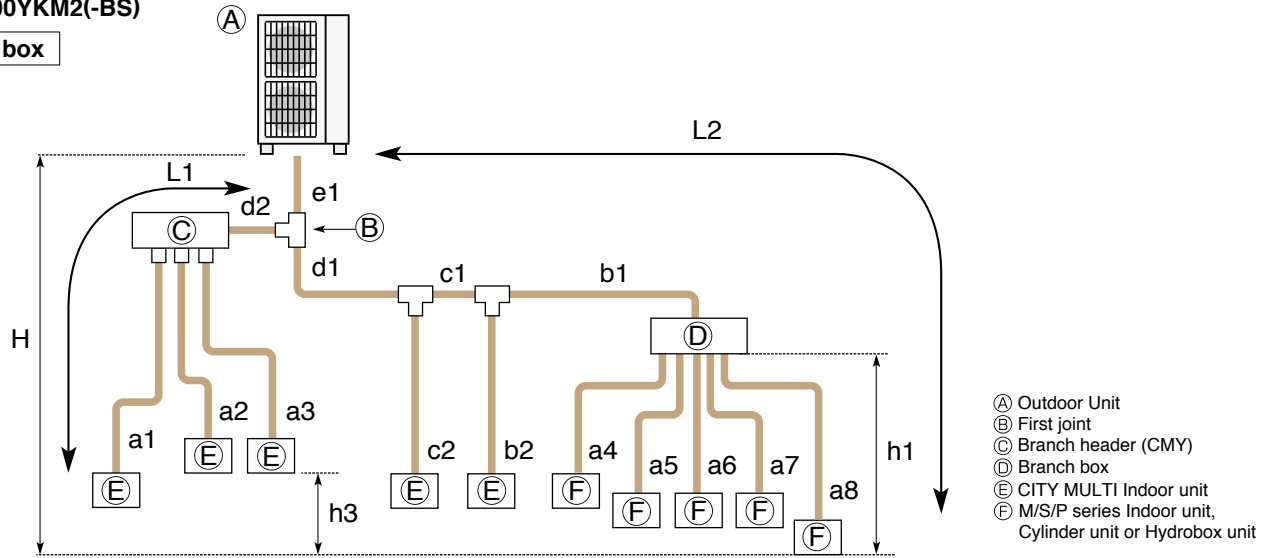 00YKM2(-BS)
box
Ⓐ
L2
L1
e1
d2
Ⓑ
Ⓒ
d1
c1
b1
H
Ⓓ
a1
a2
a3
c2
b2
a4
a5
a6
a7
a8
h1
Ⓔ
Ⓔ
Ⓔ
Ⓔ
Ⓔ
Ⓕ
Ⓕ
Ⓕ
Ⓕ
Ⓕ
h3
Ⓐ Outdoor Unit
Ⓑ First joint
Ⓒ Branch header (CMY)
Ⓓ Branch box
Ⓔ CITY MULTI Indoor unit
Ⓕ M/S/P series Indoor unit,
Cylinder unit or Hydrobox unit